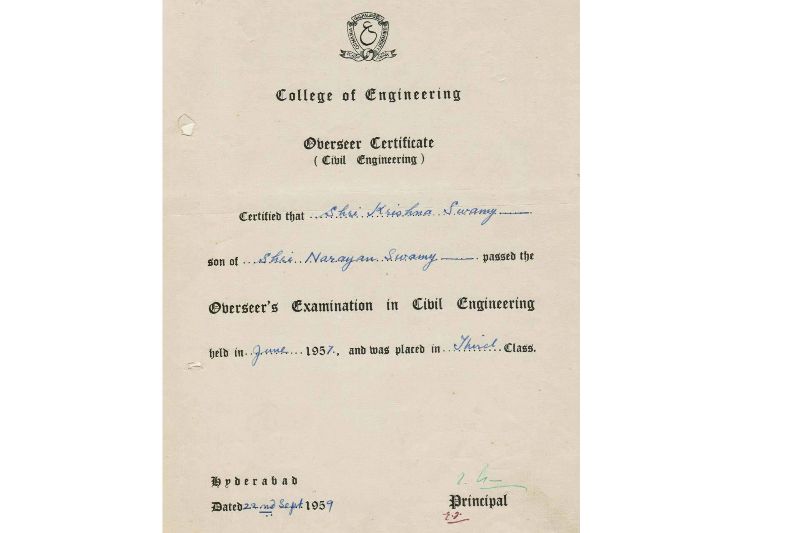 College of Engineering
Overseer Certificate
( Civil Engineering )
Certified that ...Shri Krishna Swamy
son of ...Shri Narayan Swamy passed the
Overseer's Examination in Civil Engineering
held in June 1957, and was placed in Third Class.
Hyderabad
Dated 22nd Sept 1959
Principal